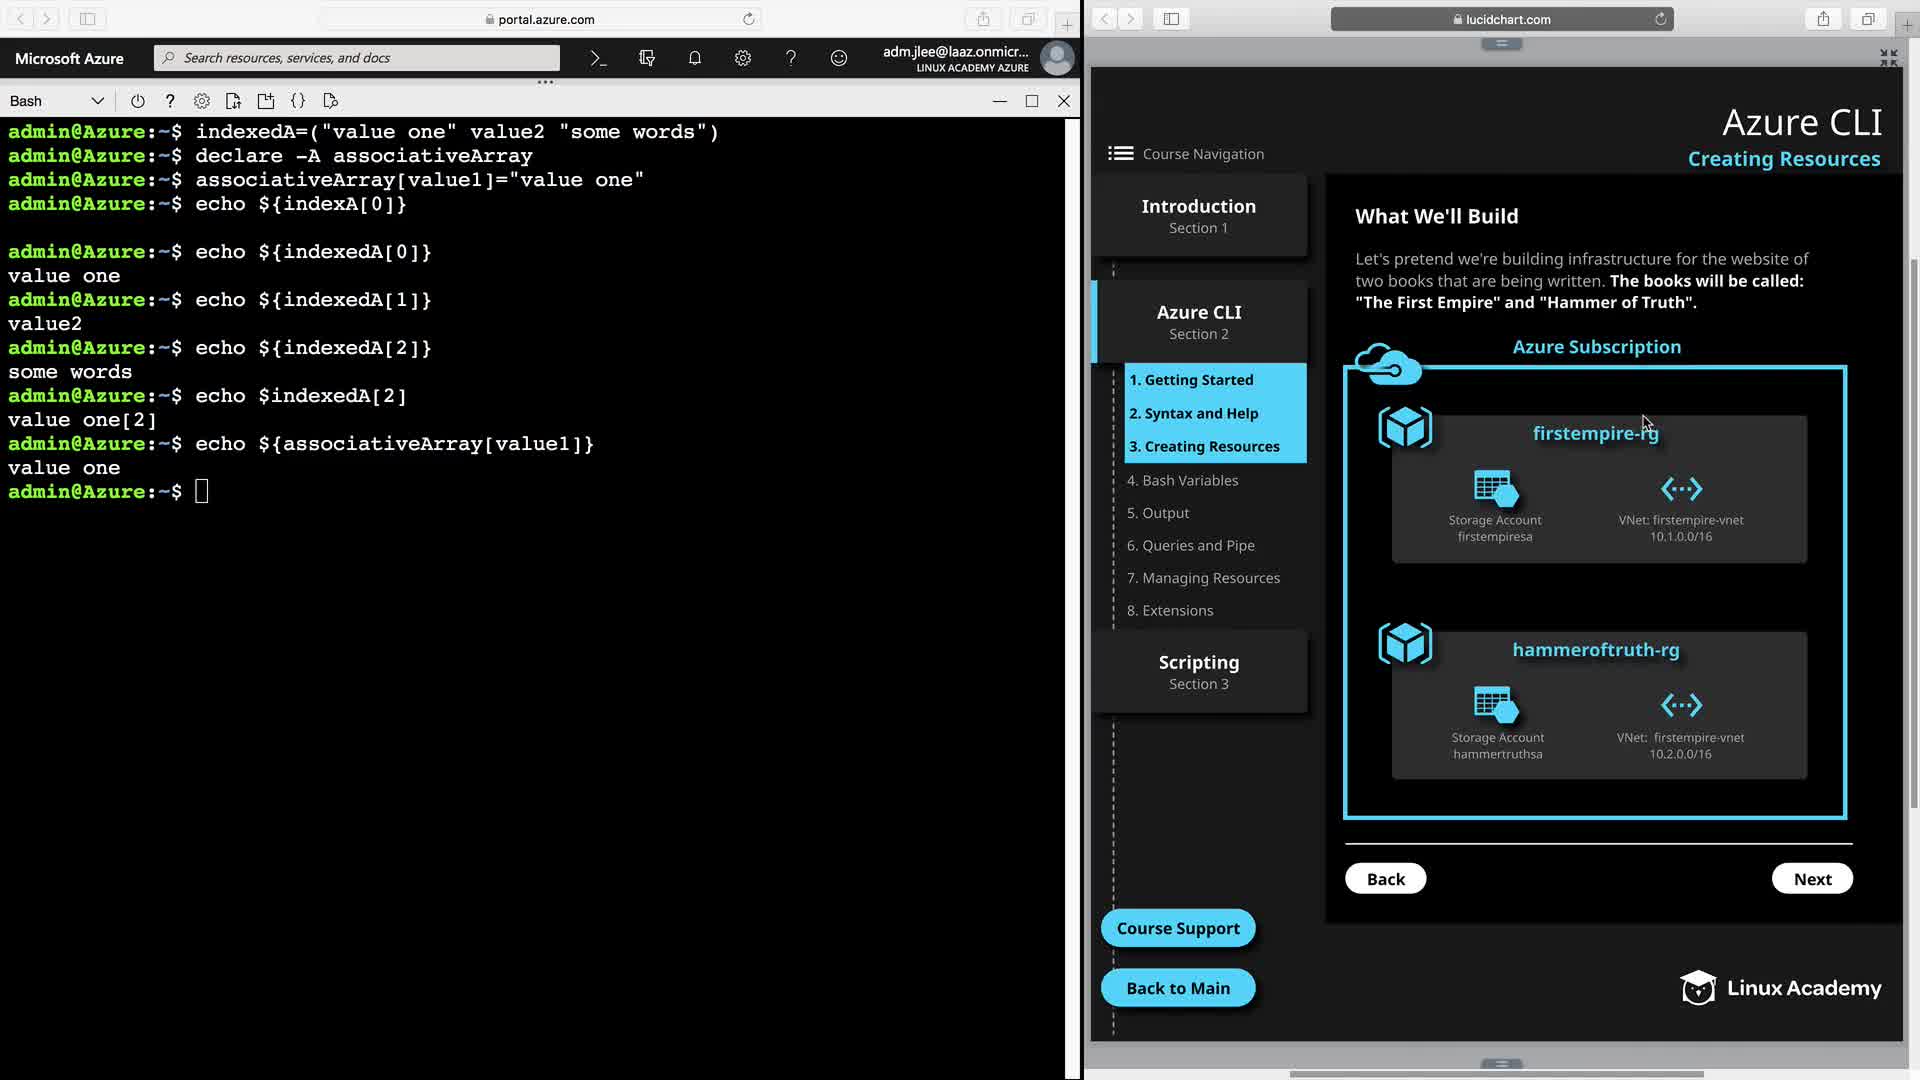 portal.azure.com
Microsoft Azure
Search resources, services, and docs
adm.jlee@laaz.onmicr...
LINUX ACADEMY AZURE
Bash
admin@Azure:~$ indexedA=("value one" value2 "some words")
admin@Azure:~$ declare -A associativeArray
admin@Azure:~$ associativeArray[value1]="value one"
admin@Azure:~$ echo ${indexA[0]}
admin@Azure:~$ echo ${indexedA[0]}
value one
admin@Azure:~$ echo ${indexedA[1]}
value2
admin@Azure:~$ echo ${indexedA[2]}
some words
admin@Azure:~$ echo $indexedA[2]
value one[2]
admin@Azure:~$ echo ${associativeArray[value1]}
value one
admin@Azure:~$
lucidchart.com
Azure CLI
Creating Resources
Course Navigation
Introduction
Section 1
Azure CLI
Section 2
1. Getting Started
2. Syntax and Help
3. Creating Resources
4. Bash Variables
5. Output
6. Queries and Pipe
7. Managing Resources
8. Extensions
Scripting
Section 3
Course Support
Back to Main
What We'll Build
Let's pretend we're building infrastructure for the website of
two books that are being written. The books will be called:
"The First Empire" and "Hammer of Truth".
Azure Subscription
firstempire-rg
Storage Account
firstempiresa
VNet: firstempire-vnet
10.1.0.0/16
hammeroftruth-rg
Storage Account
hammertruthsa
VNet: firstempire-vnet
10.2.0.0/16
Back
Next
Linux Academy